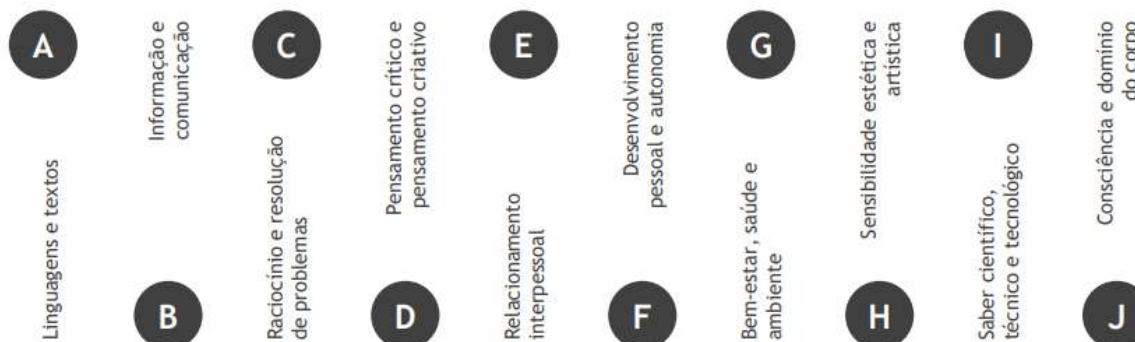 A
Linguagens e textos
Informação e
comunicação
B
C
Raciocínio e resolução
de problemas
Pensamento crítico e
pensamento criativo
D
E
Relacionamento
interpessoal
Desenvolvimento
pessoal e autonomia
F
G
Bem-estar, saúde e
ambiente
Sensibilidade estética e
artística
H
I
Saber científico,
técnico e tecnológico
Consciência e domínio
do corpo
J